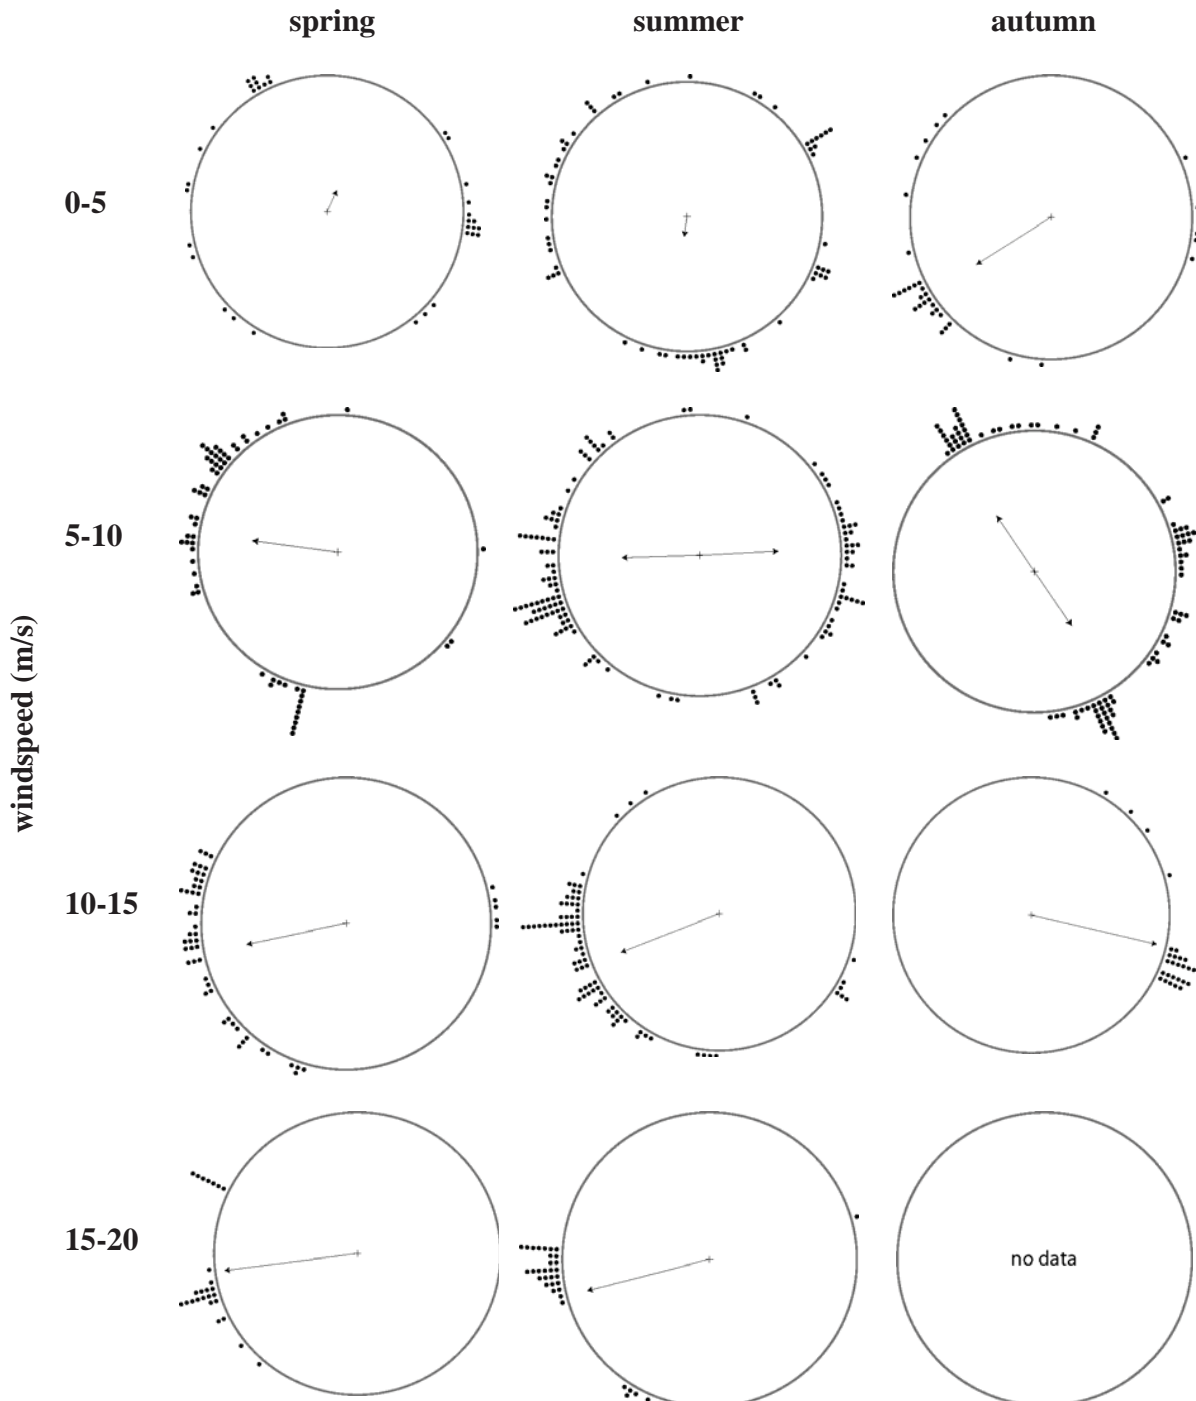 spring summer autumn
0-5
5-10
windspeed (m/s)
10-15
15-20
no data